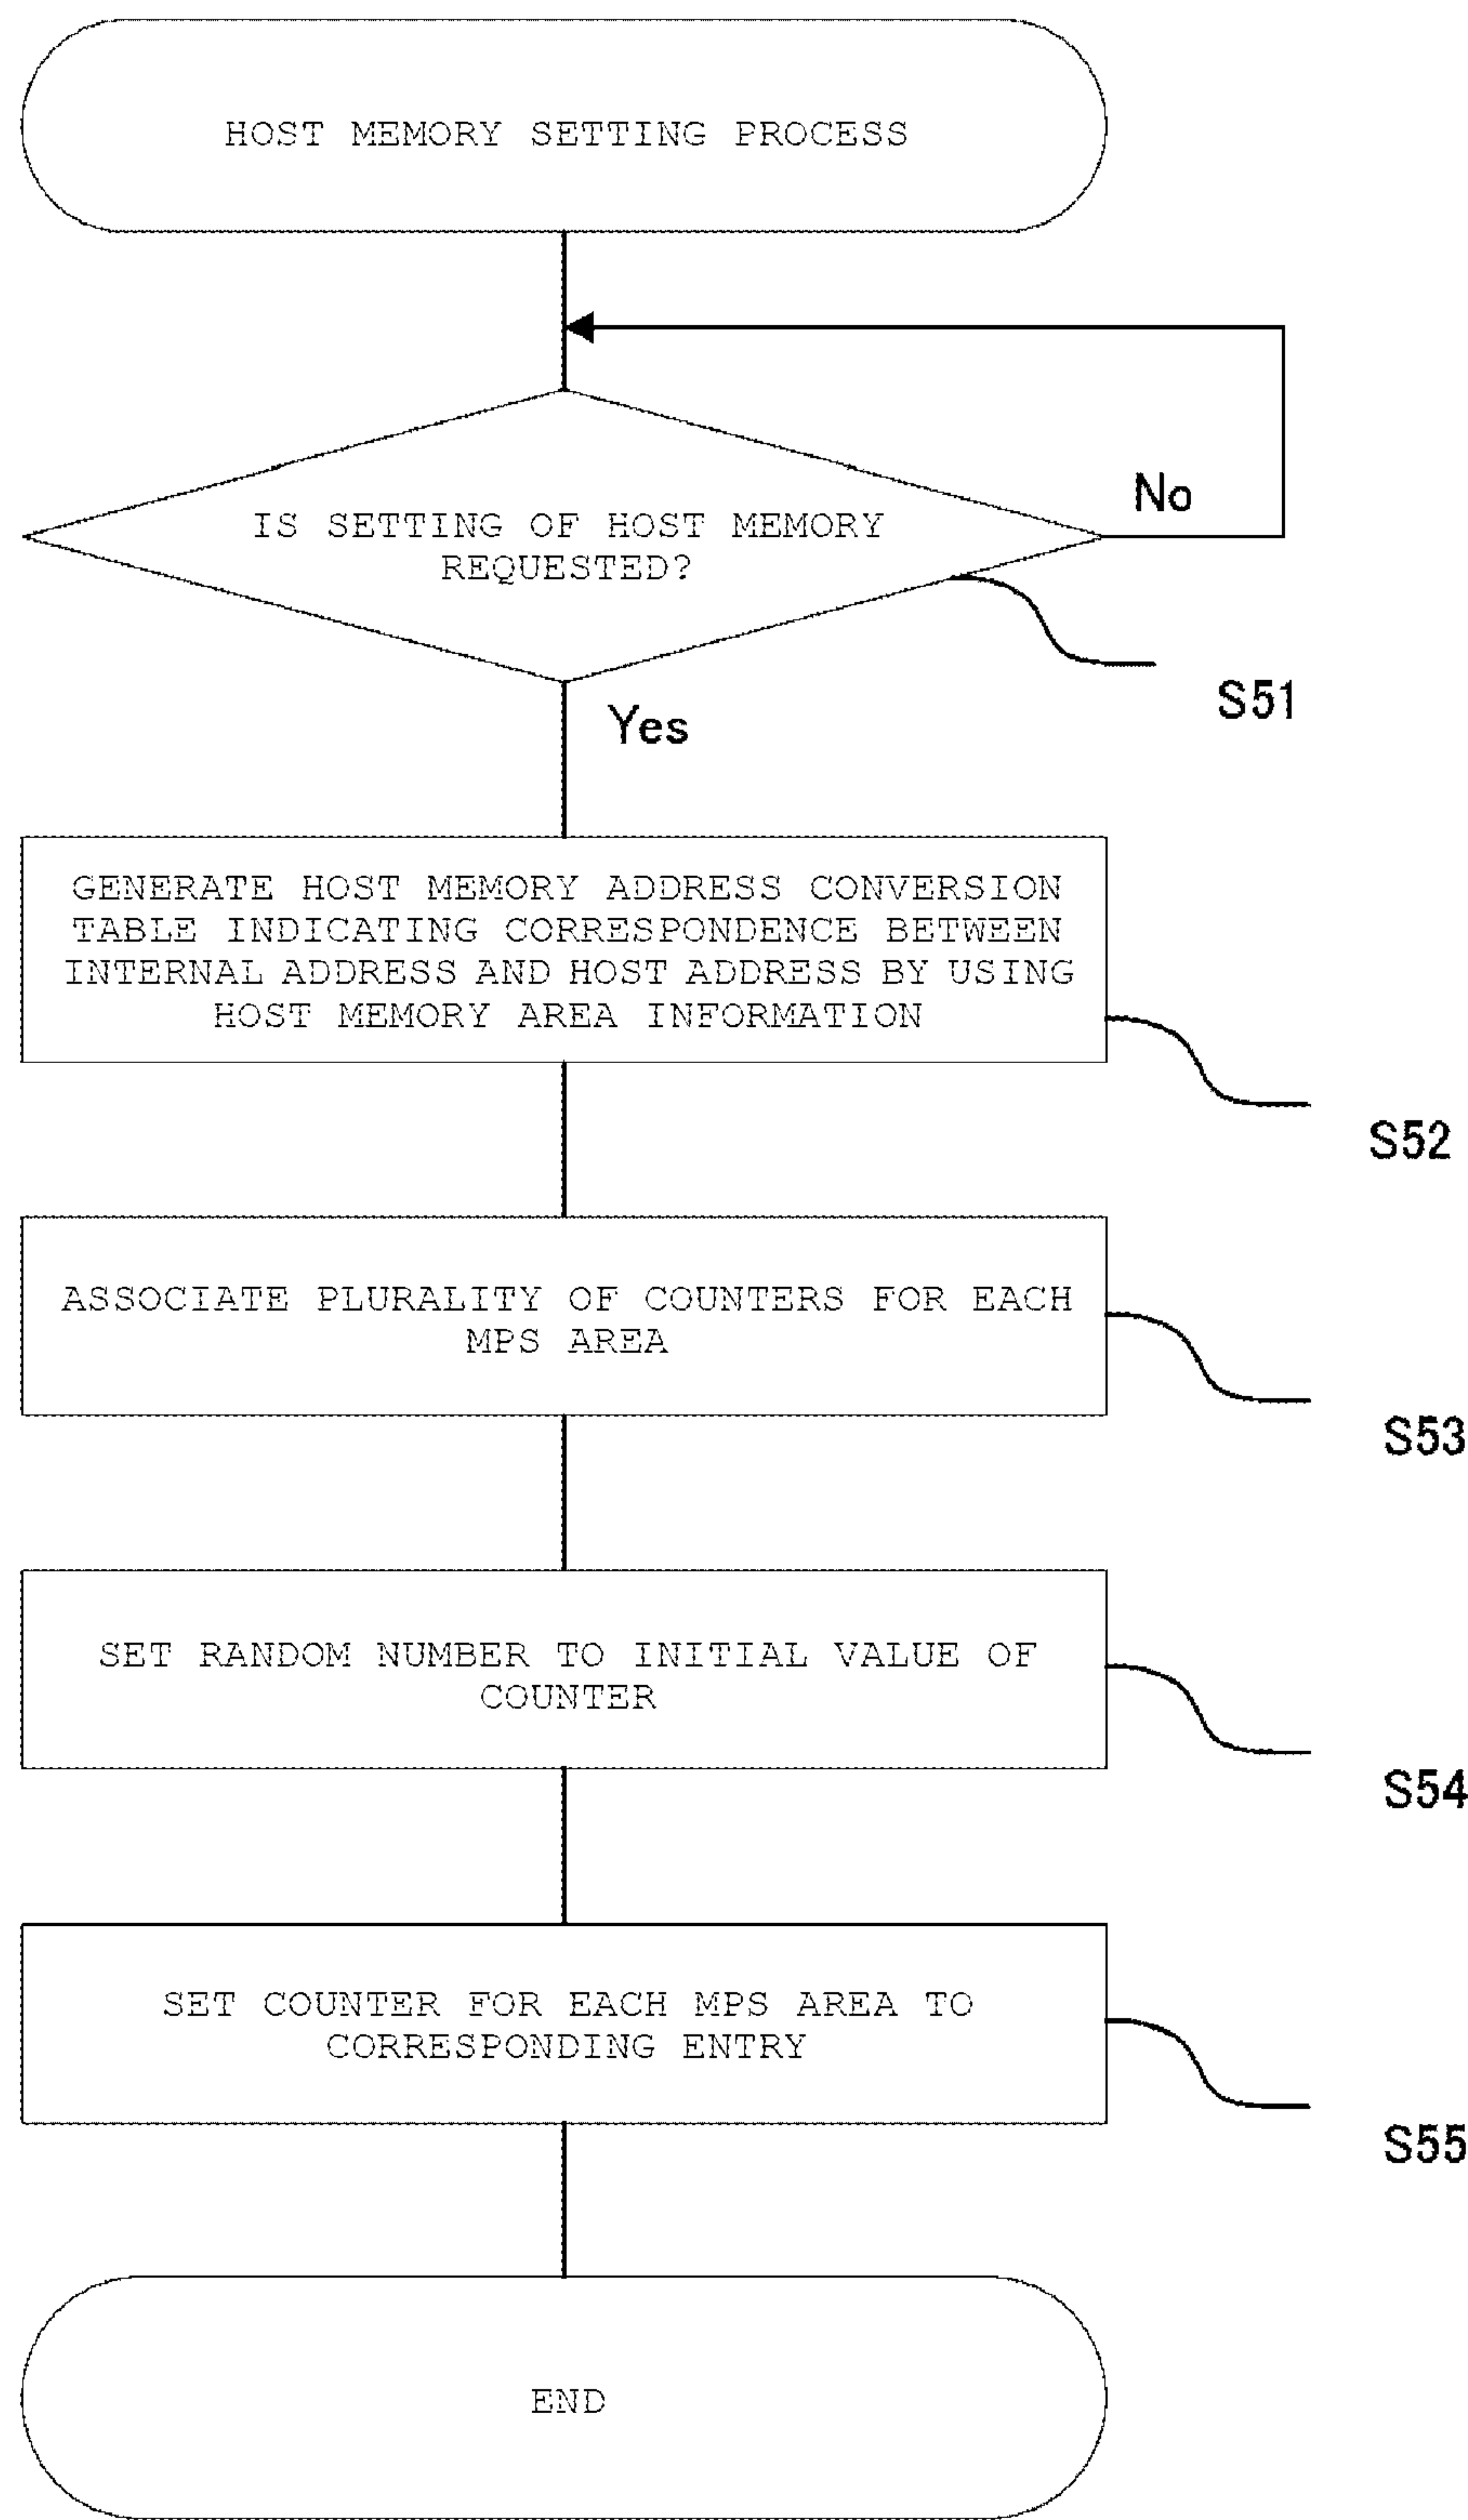 HOST MEMORY SETTING PROCESS
No
IS SETTING OF HOST MEMORY
REQUESTED?
S51
Yes
GENERATE HOST MEMORY ADDRESS CONVERSION
TABLE INDICATING CORRESPONDENCE BETWEEN
INTERNAL ADDRESS AND HOST ADDRESS BY USING
HOST MEMORY AREA INFORMATION
S52
ASSOCIATE PLURALITY OF COUNTERS FOR EACH
MPS AREA
S53
SET RANDOM NUMBER TO INITIAL VALUE OF
COUNTER
S54
SET COUNTER FOR EACH MPS AREA TO
CORRESPONDING ENTRY
S55
END